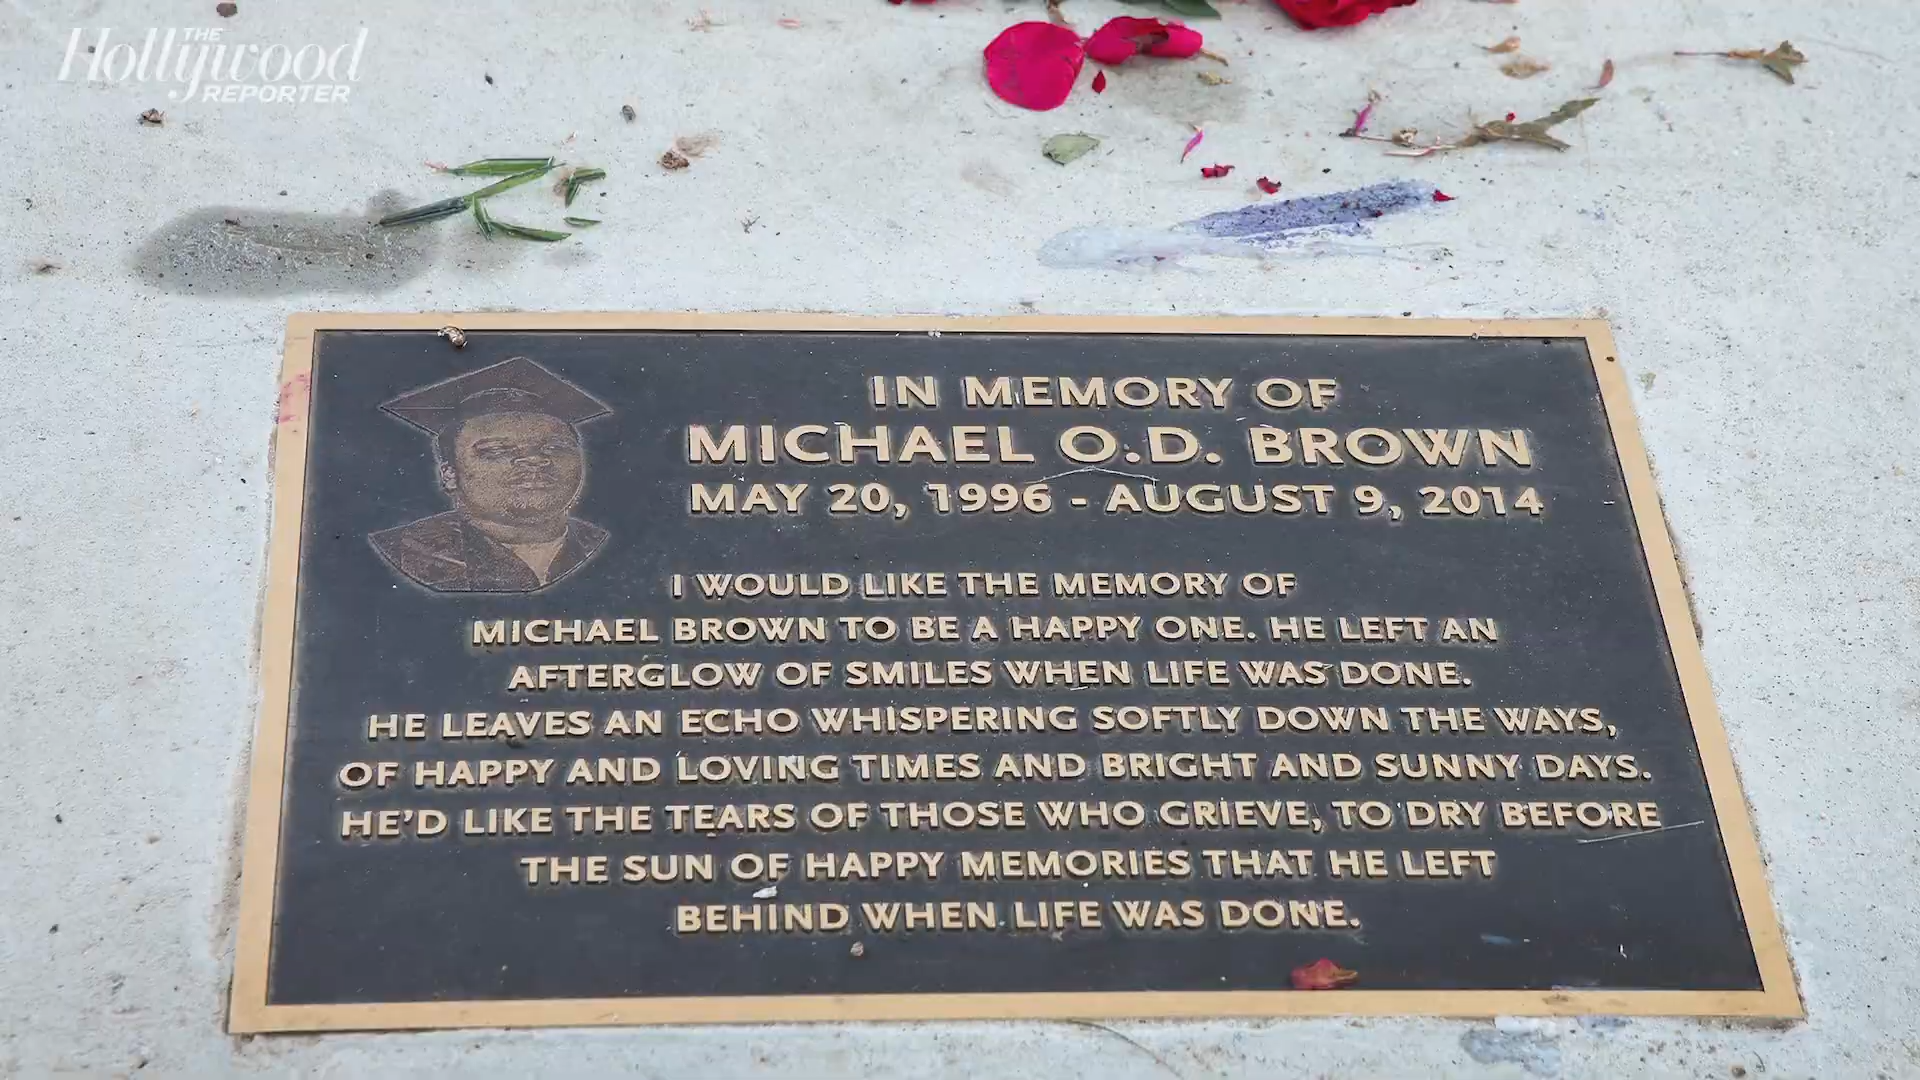 THE
Hollywood
REPORTER
IN MEMORY OF
MICHAEL O.D. BROWN
MAY 20, 1996 - AUGUST 9, 2014
I WOULD LIKE THE MEMORY OF
MICHAEL BROWN TO BE A HAPPY ONE. HE LEFT AN
AFTERGLOW OF SMILES WHEN LIFE WAS DONE.
HE LEAVES AN ECHO WHISPERING SOFTLY DOWN THE WAYS,
OF HAPPY AND LOVING TIMES AND BRIGHT AND SUNNY DAYS.
HE'D LIKE THE TEARS OF THOSE WHO GRIEVE, TO DRY BEFORE
THE SUN OF HAPPY MEMORIES THAT HE LEFT
BEHIND WHEN LIFE WAS DONE.